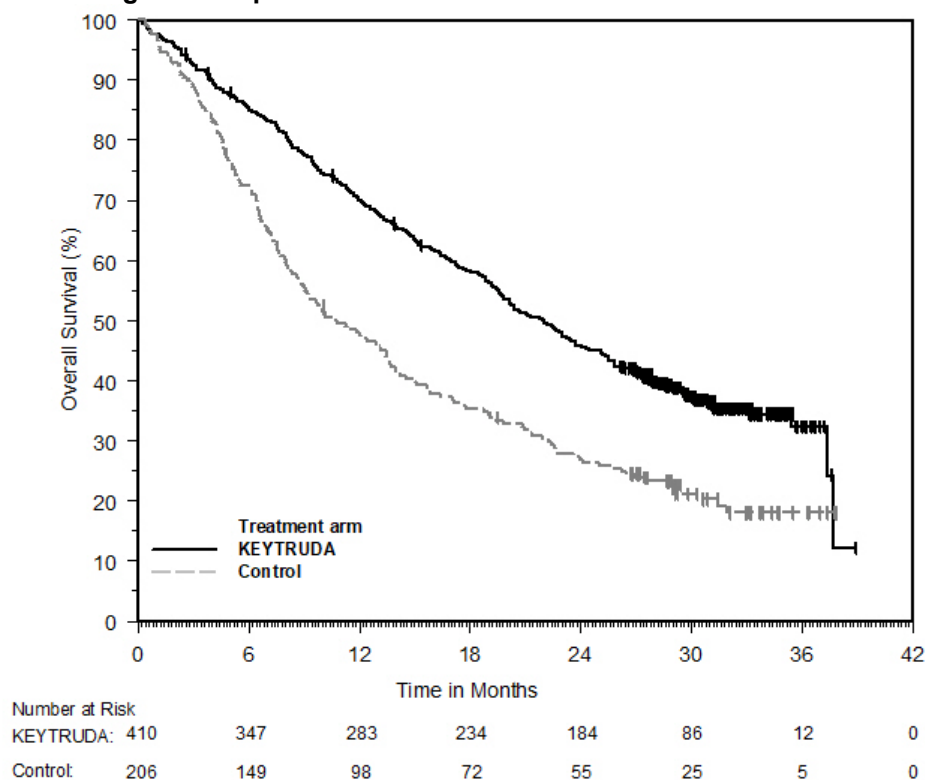 100
90
80
70
60
50
40
30
20
10
0
Overall Survival (%)
Treatment arm
KEYTRUDA
Control
0 6 12 18 24 30 36 42
Time in Months
Number at Risk
KEYTRUDA: 410 347 283 234 184 86 12 0
Control: 206 149 98 72 55 25 5 0